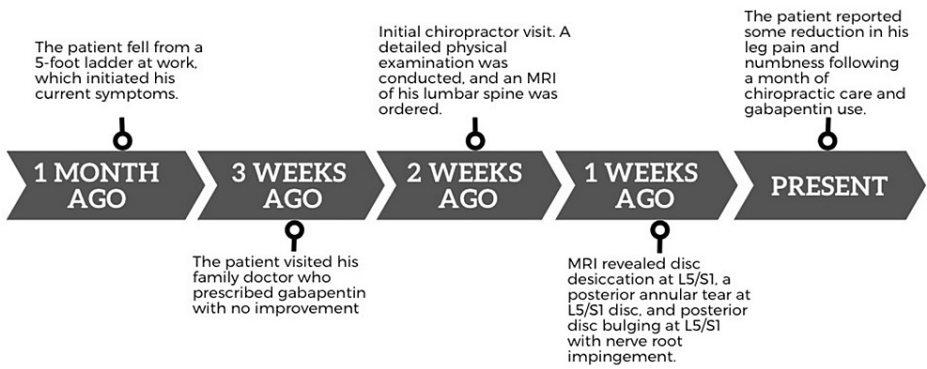 The patient fell from a
5-foot ladder at work,
which initiated his
current symptoms.
Initial chiropractor visit. A
detailed physical
examination was
conducted, and an MRI
of his lumbar spine was
ordered.
The patient reported
some reduction in his
leg pain and
numbness following
a month of
chiropractic care and
gabapentin use.
1 MONTH
AGO
3 WEEKS
AGO
2 WEEKS
AGO
1 WEEKS
AGO
PRESENT
The patient visited his
family doctor who
prescribed gabapentin
with no improvement
MRI revealed disc
desiccation at L5/S1, a
posterior annular tear at
L5/S1 disc, and posterior
disc bulging at L5/S1
with nerve root
impingement.